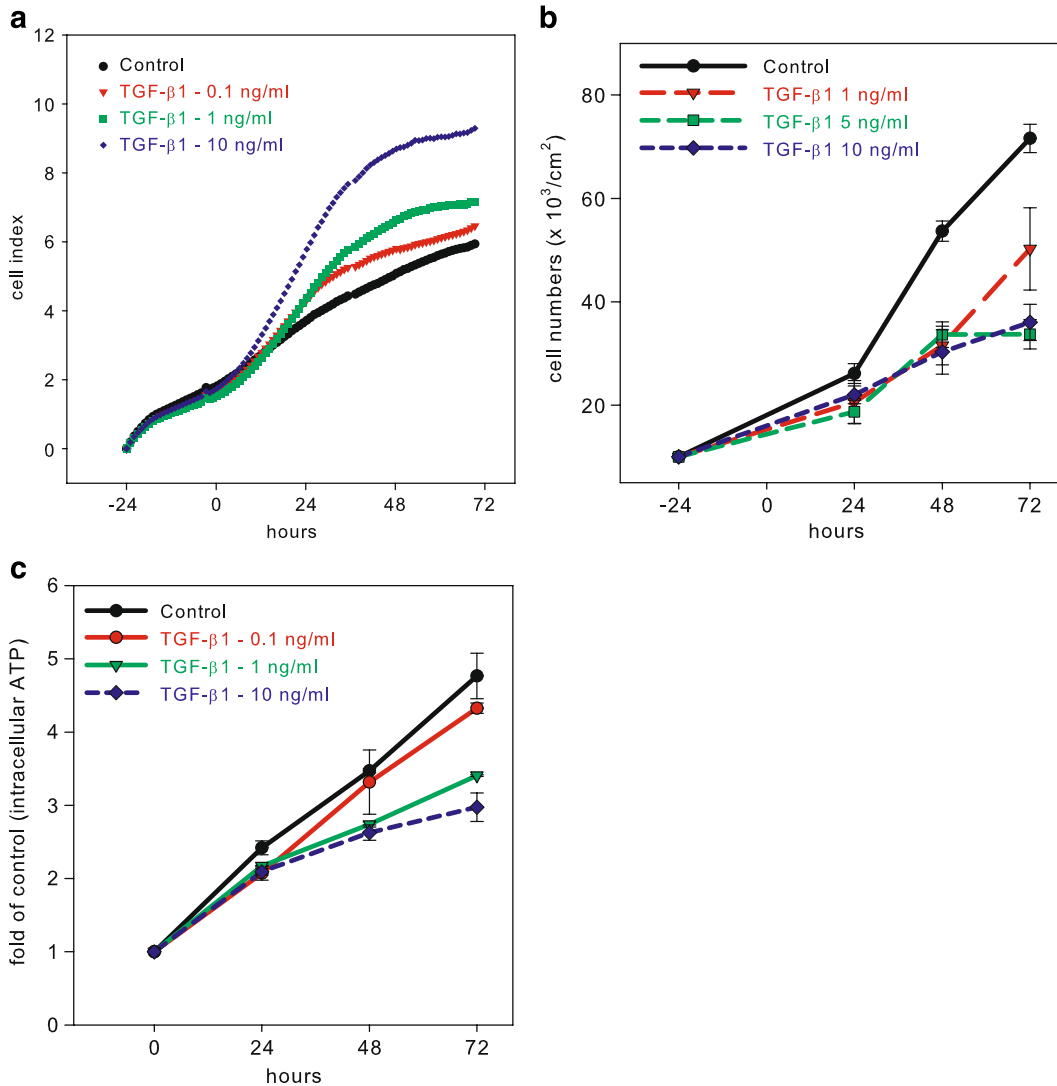 a
12
10
8
6
4
2
0
cell index
Control
TGF-β1 - 0.1 ng/ml
TGF-β1 - 1 ng/ml
TGF-β1 - 10 ng/ml
-24 0 24 48 72
hours
b
80
60
40
20
cell numbers (x 10³/cm²)
Control
TGF-β1 1 ng/ml
TGF-β1 5 ng/ml
TGF-β1 10 ng/ml
-24 0 24 48 72
hours
c
6
5
4
3
2
1
0
fold of control (intracellular ATP)
Control
TGF-β1 - 0.1 ng/ml
TGF-β1 - 1 ng/ml
TGF-β1 - 10 ng/ml
0 24 48 72
hours